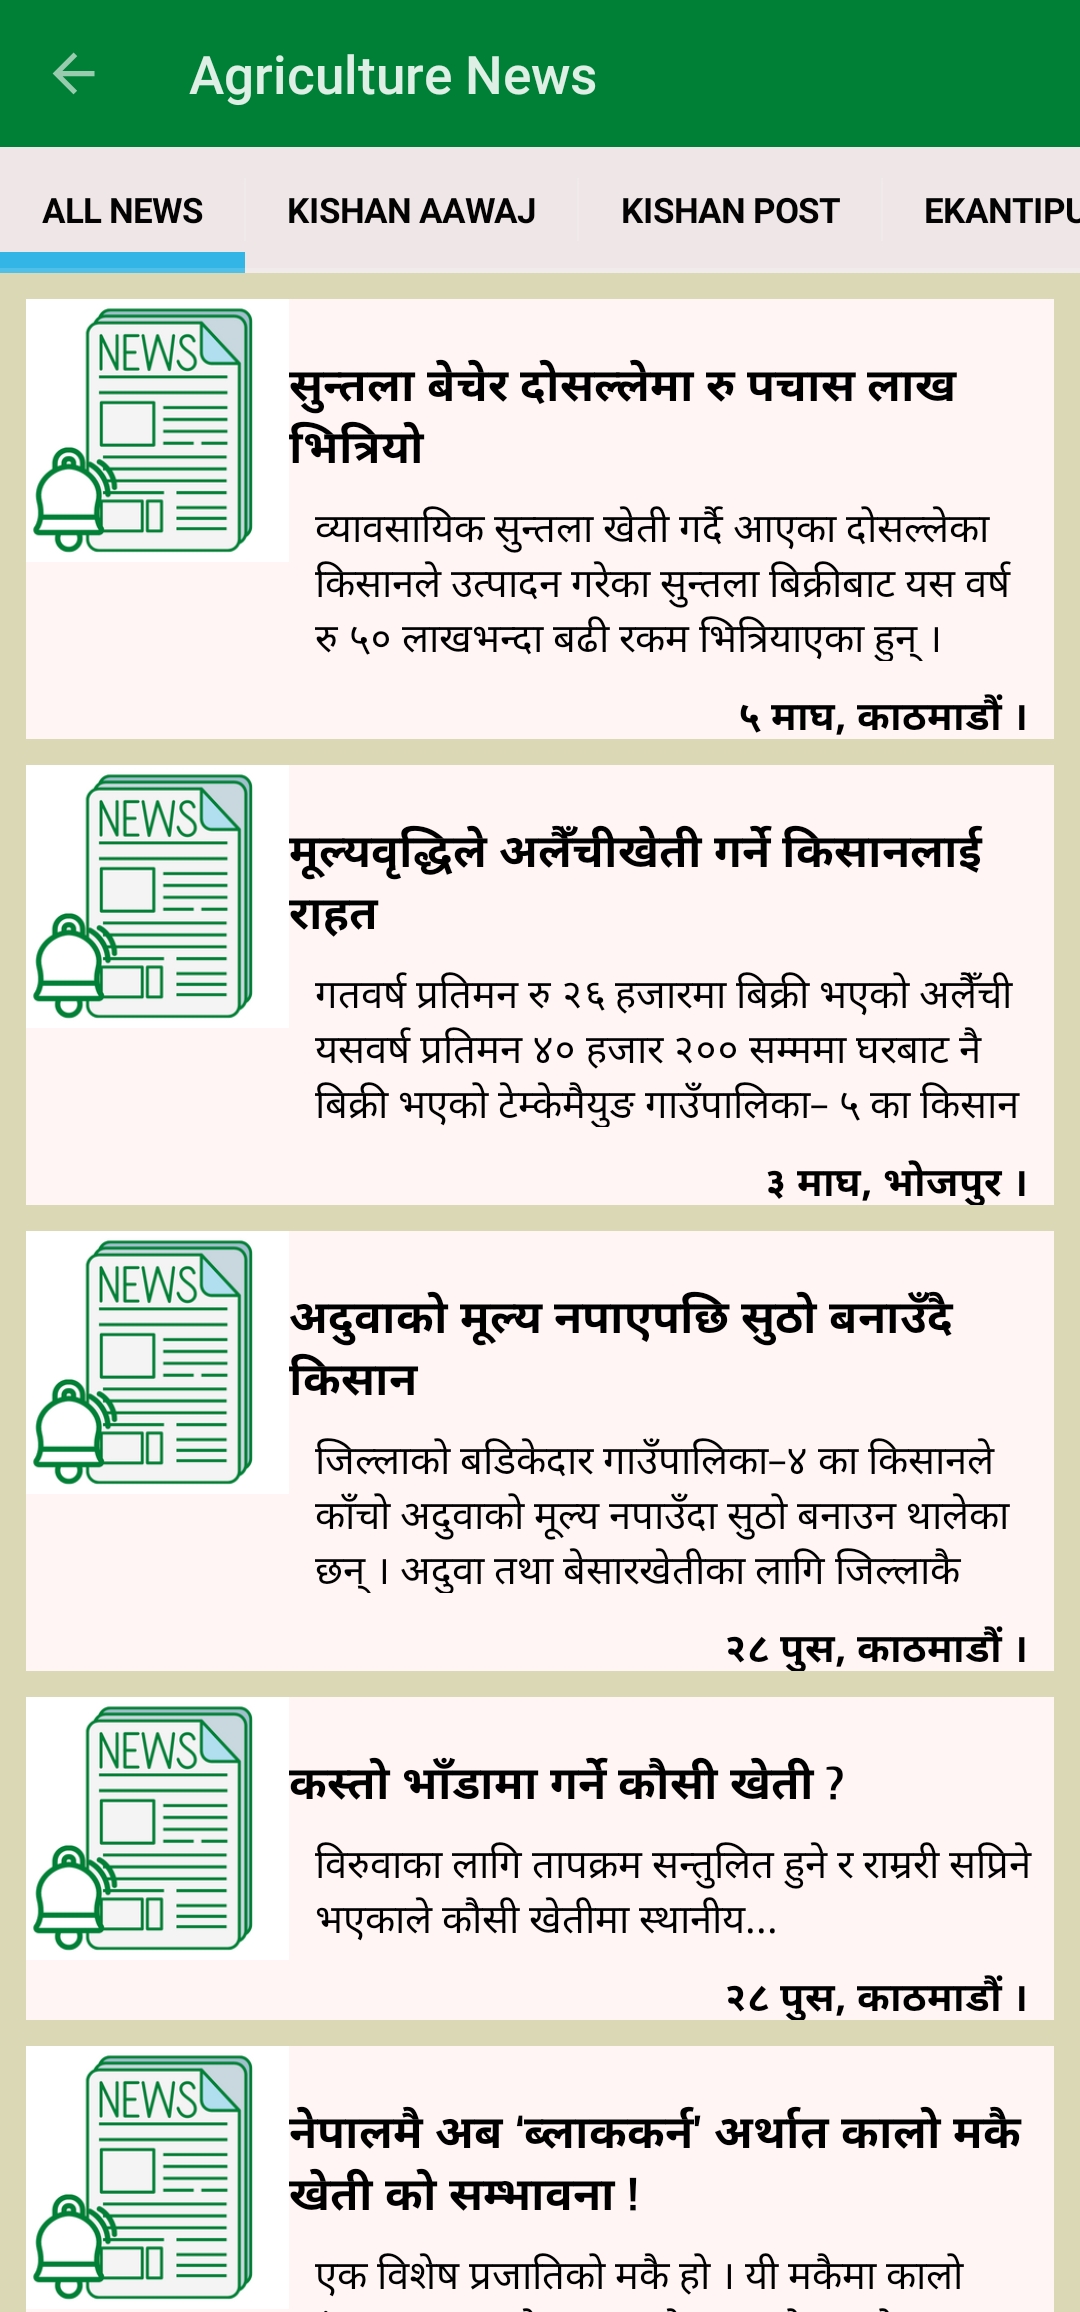 Agriculture News
ALL NEWS KISHAN AAWAJ KISHAN POST EKANTIPU
NEWS
सुन्तला बेचेर दोसल्लेमा रु पचास लाख
भित्रियो
व्यावसायिक सुन्तला खेती गर्दै आएका दोसल्लेका
किसानले उत्पादन गरेका सुन्तला बिक्रीबाट यस वर्ष
रु ५० लाखभन्दा बढी रकम भित्रियाएका हुन् ।
५ माघ, काठमाडौं ।
NEWS
मूल्यवृद्धिले अलैँचीखेती गर्ने किसानलाई
राहत
गतवर्ष प्रतिमन रु २६ हजारमा बिक्री भएको अलैँची
यसवर्ष प्रतिमन ४० हजार २०० सम्ममा घरबाट नै
बिक्री भएको टेम्केमैयुङ गाउँपालिका– ५ का किसान
३ माघ, भोजपुर ।
NEWS
अदुवाको मूल्य नपाएपछि सुठो बनाउँदै
किसान
जिल्लाको बडिकेदार गाउँपालिका–४ का किसानले
काँचो अदुवाको मूल्य नपाउँदा सुठो बनाउन थालेका
छन् । अदुवा तथा बेसारखेतीका लागि जिल्लाकै
२८ पुस, काठमाडौं ।
NEWS
कस्तो भाँडामा गर्ने कौसी खेती ?
विरुवाका लागि तापक्रम सन्तुलित हुने र राम्ररी सप्रिने
भएकाले कौसी खेतीमा स्थानीय...
२८ पुस, काठमाडौं ।
NEWS
नेपालमै अब ‘ब्लाककर्न’ अर्थात कालो मकै
खेती को सम्भावना !
एक विशेष प्रजातिको मकै हो । यी मकैमा कालो